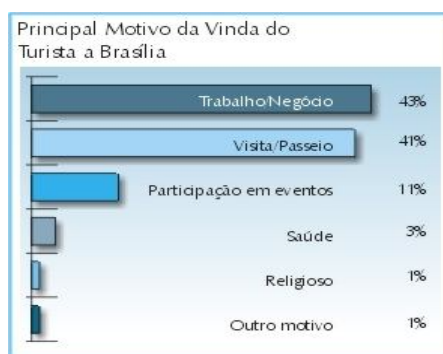 Principal Motivo da Vinda do
Turista a Brasília
Trabalho/Negócio 43%
Visita/Passeio 41%
Participação em eventos 11%
Saúde 3%
Religioso 1%
Outro motivo 1%